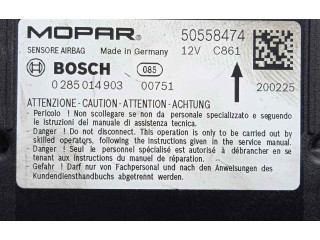 MOPAR 50558474
SENSORE AIRBAG Made in Germany 12V C861
BOSCH 085
0 285 014 903 00751 200225
ATTENZIONE - CAUTION - ATTENTION - ACHTUNG
- Pericolo ! Non scollegare se non da personale specializzato e
seguire le istruzioni del manuale di assistenza tecnica.
- Danger ! Do not disconnect. This operation is only to be carried out by
skilled operators, following the instruction given in the service manual.
- Danger ! Seul le personnel spécialisé est autorisé à débrancher en se
tenant aux instructions du manuel de réparation.
- Gefahr ! Darf nur von Fachpersonal und nach den Anweisungen des
Kundendiensthandbuchs abgetrennt werden.